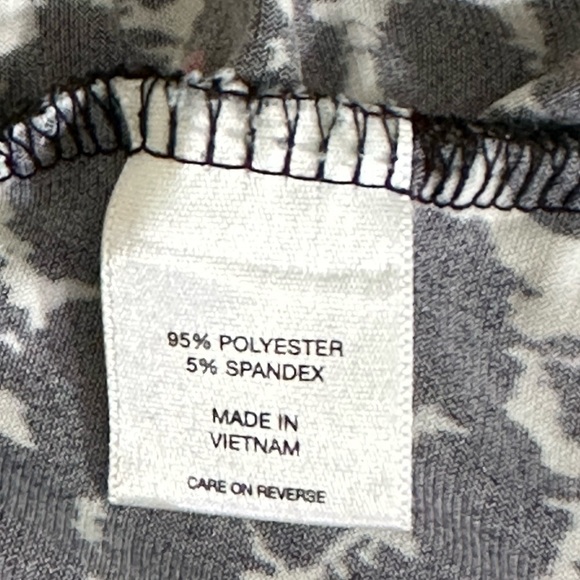 95% POLYESTER
5% SPANDEX
MADE IN
VIETNAM
CARE ON REVERSE